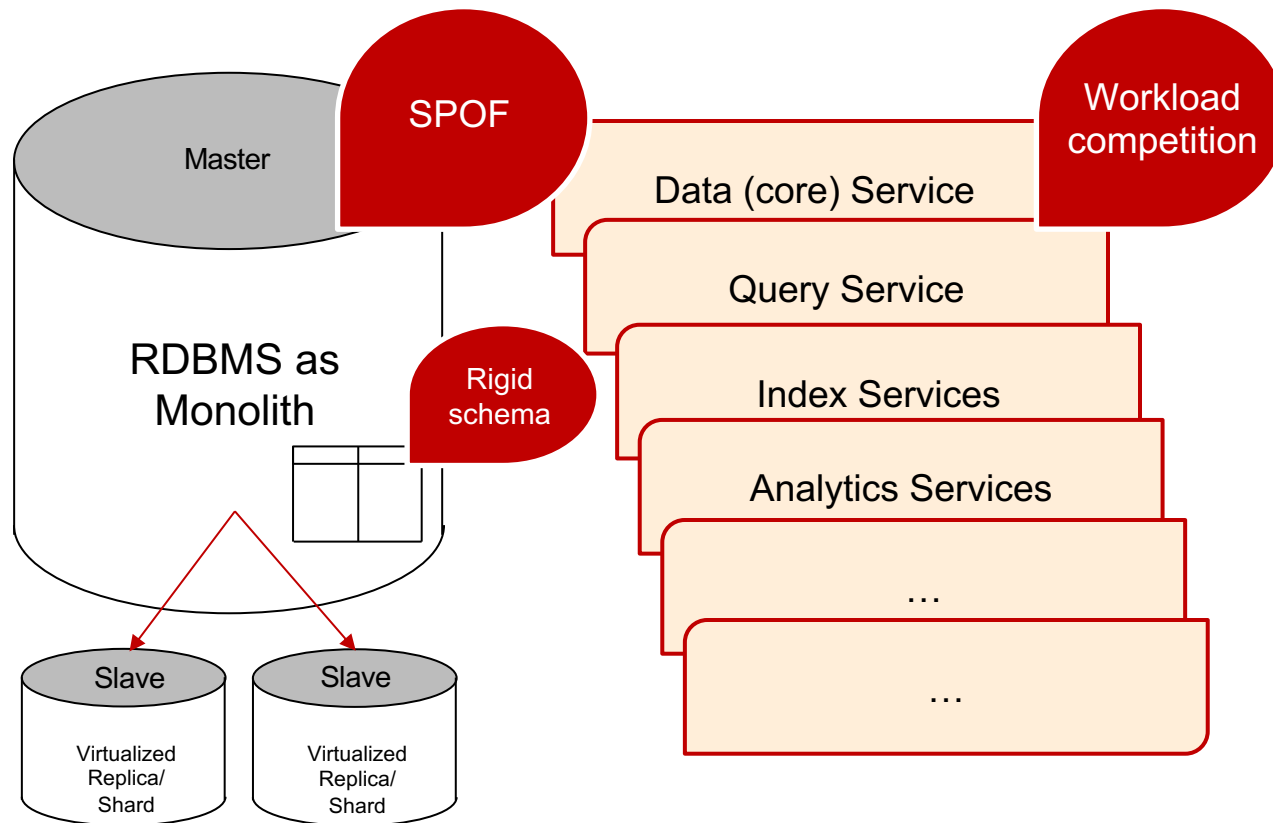 Master
SPOF
Workload
competition
Data (core) Service
Query Service
RDBMS as
Monolith
Rigid
schema
Index Services
Analytics Services
…
…
Slave
Slave
Virtualized
Replica/
Shard
Virtualized
Replica/
Shard